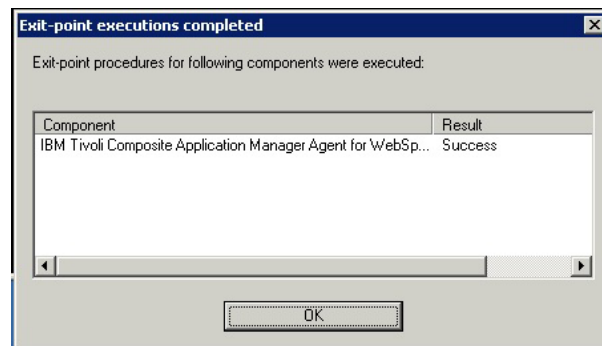 Exit-point executions completed
Exit-point procedures for following components were executed:
Component Result
IBM Tivoli Composite Application Manager Agent for WebSp... Success
OK